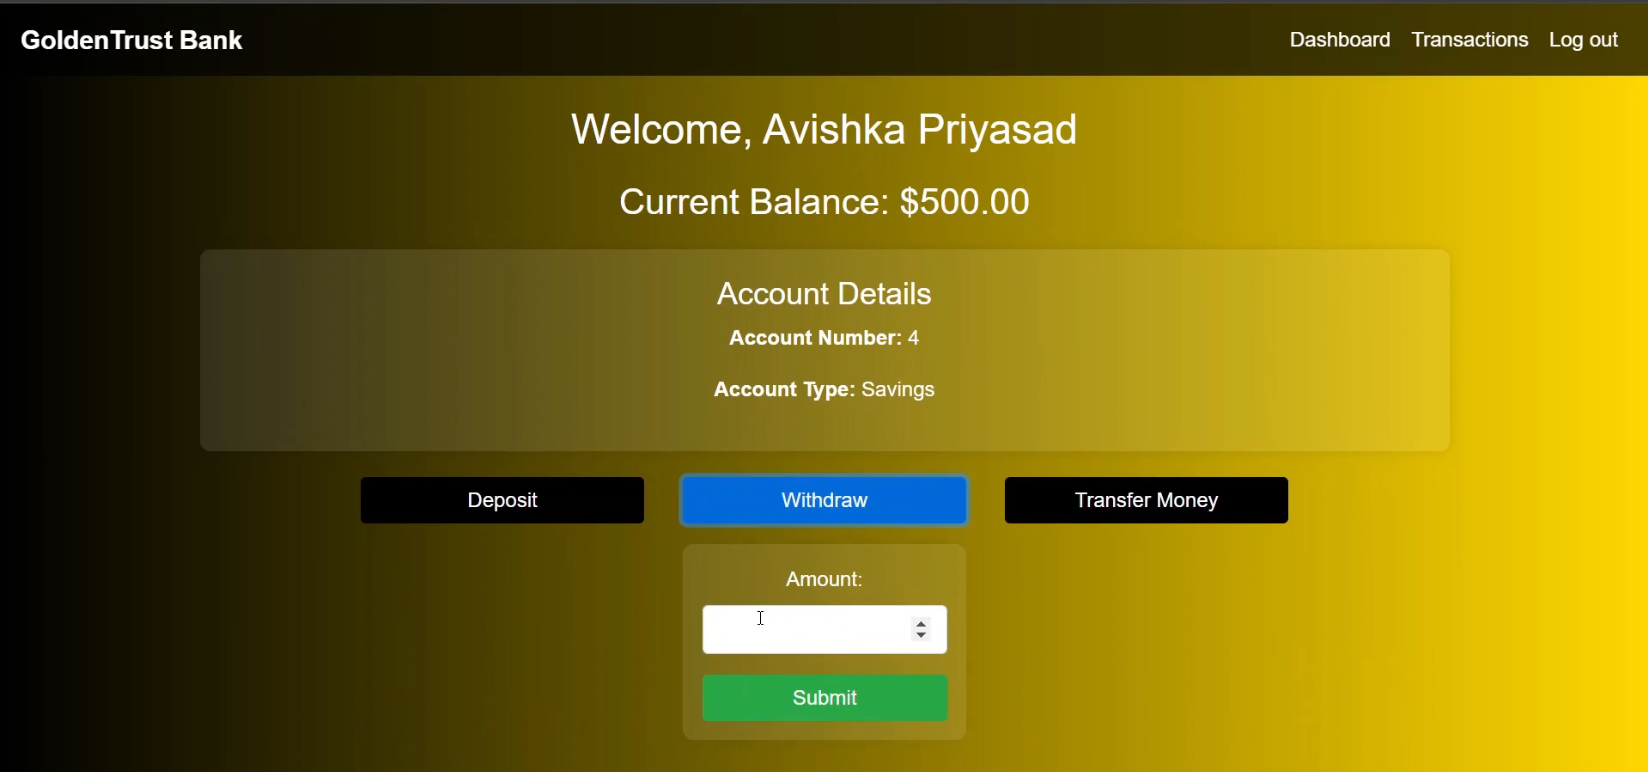 GoldenTrust Bank
Dashboard Transactions Log out
Welcome, Avishka Priyasad
Current Balance: $500.00
Account Details
Account Number: 4
Account Type: Savings
Deposit
Withdraw
Transfer Money
Amount:
Submit